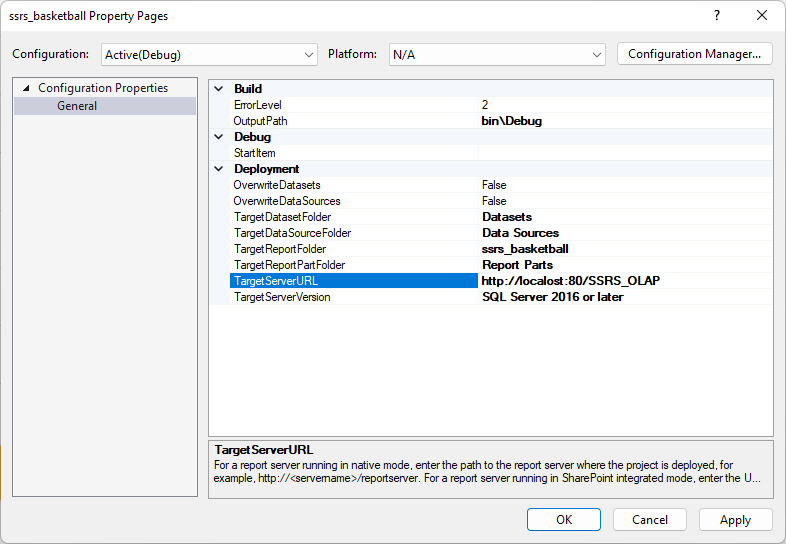 ssrs_basketball Property Pages
?
Configuration: Active(Debug) Platform: N/A Configuration Manager...
Configuration Properties
General
Build
ErrorLevel 2
OutputPath bin\Debug
Debug
StartItem
Deployment
OverwriteDatasets False
OverwriteDataSources False
TargetDatasetFolder Datasets
TargetDataSourceFolder Data Sources
TargetReportFolder ssrs_basketball
TargetReportPartFolder Report Parts
TargetServerURL http://localost:80/SSRS_OLAP
TargetServerVersion SQL Server 2016 or later
TargetServerURL
For a report server running in native mode, enter the path to the report server where the project is deployed, for
example, http://<servername>/reportserver. For a report server running in SharePoint integrated mode, enter the U...
OK Cancel Apply